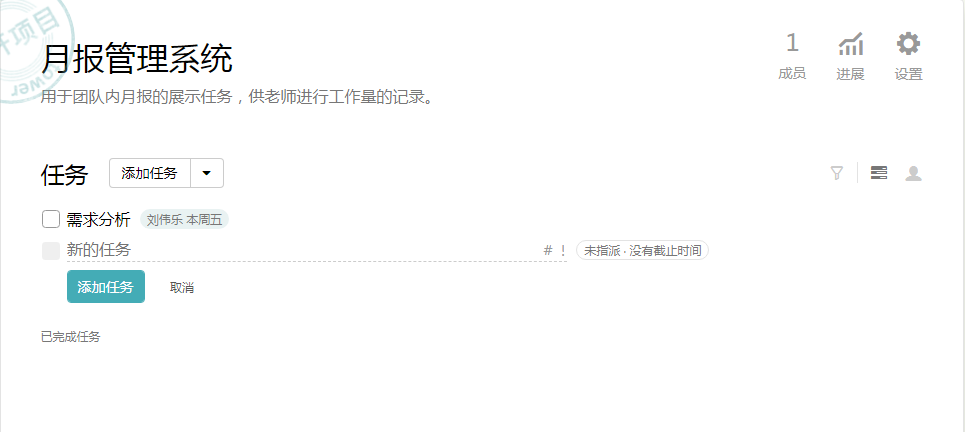 开项目
ower
月报管理系统
用于团队内月报的展示任务，供老师进行工作量的记录。
1
成员
进展
设置
任务
添加任务
需求分析
刘伟乐 本周五
新的任务
# !
未指派 · 没有截止时间
添加任务
取消
已完成任务